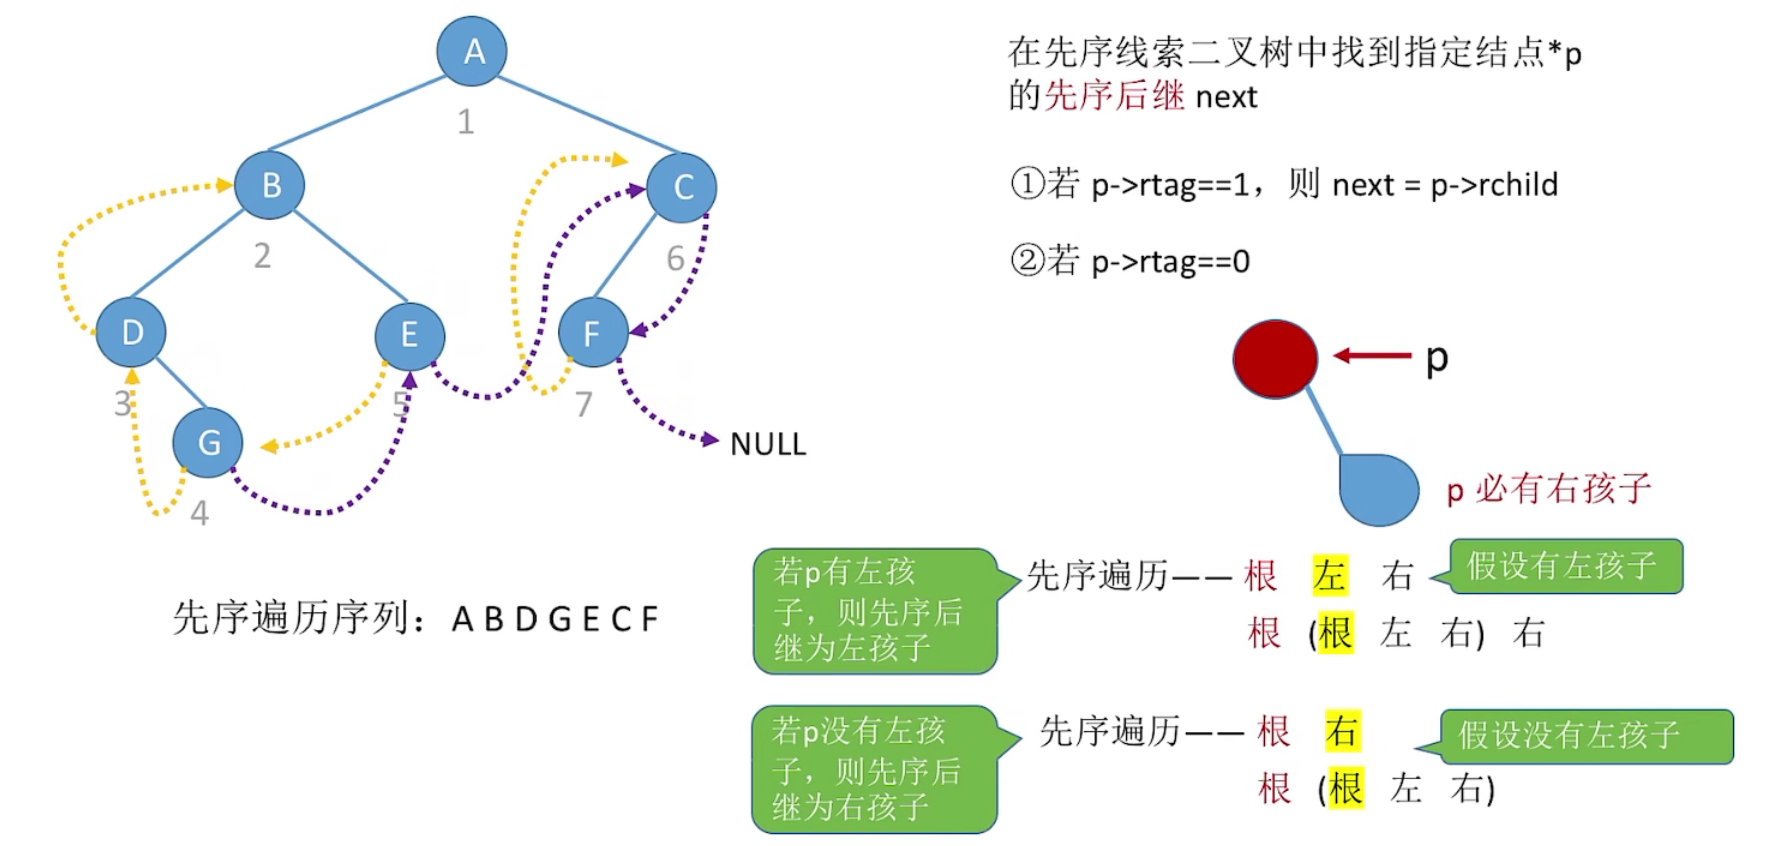 A
1
B
2
C
6
D
3
E
5
F
7
G
4
NULL
先序遍历序列：A B D G E C F
在先序线索二叉树中找到指定结点*p
的先序后继 next
①若 p->rtag==1，则 next = p->rchild
②若 p->rtag==0
p
p 必有右孩子
若p有左孩
子，则先序后
继为左孩子
先序遍历—— 根 左 右
假设有左孩子
根 (根 左 右) 右
若p没有左孩
子，则先序后
继为右孩子
先序遍历—— 根 右
假设没有左孩子
根 (根 左 右)